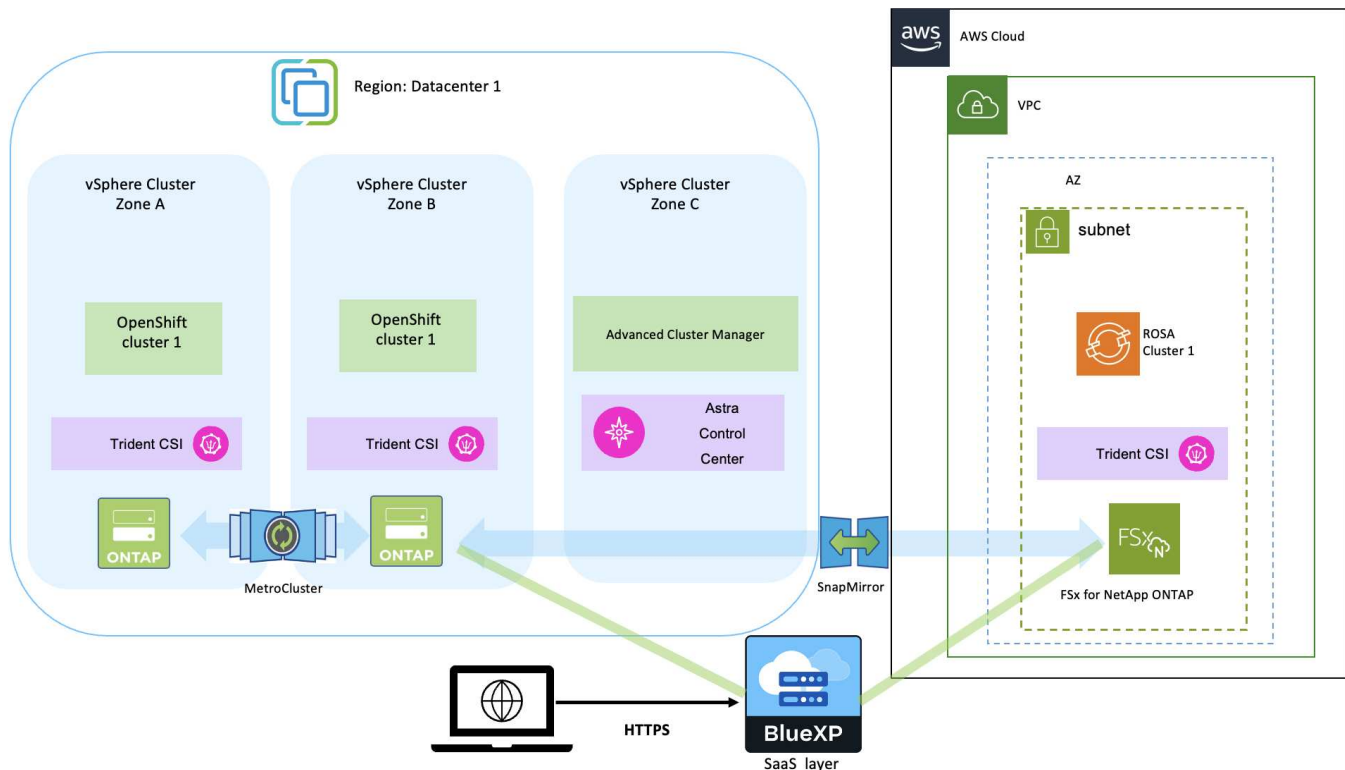 Region: Datacenter 1
vSphere Cluster
Zone A
OpenShift
cluster 1
Trident CSI
ONTAP
MetroCluster
vSphere Cluster
Zone B
OpenShift
cluster 1
Trident CSI
ONTAP
vSphere Cluster
Zone C
Advanced Cluster Manager
Astra
Control
Center
SnapMirror
aws
AWS Cloud
VPC
AZ
subnet
ROSA
Cluster 1
Trident CSI
FSx
N
FSx for NetApp ONTAP
HTTPS
BlueXP
SaaS layer